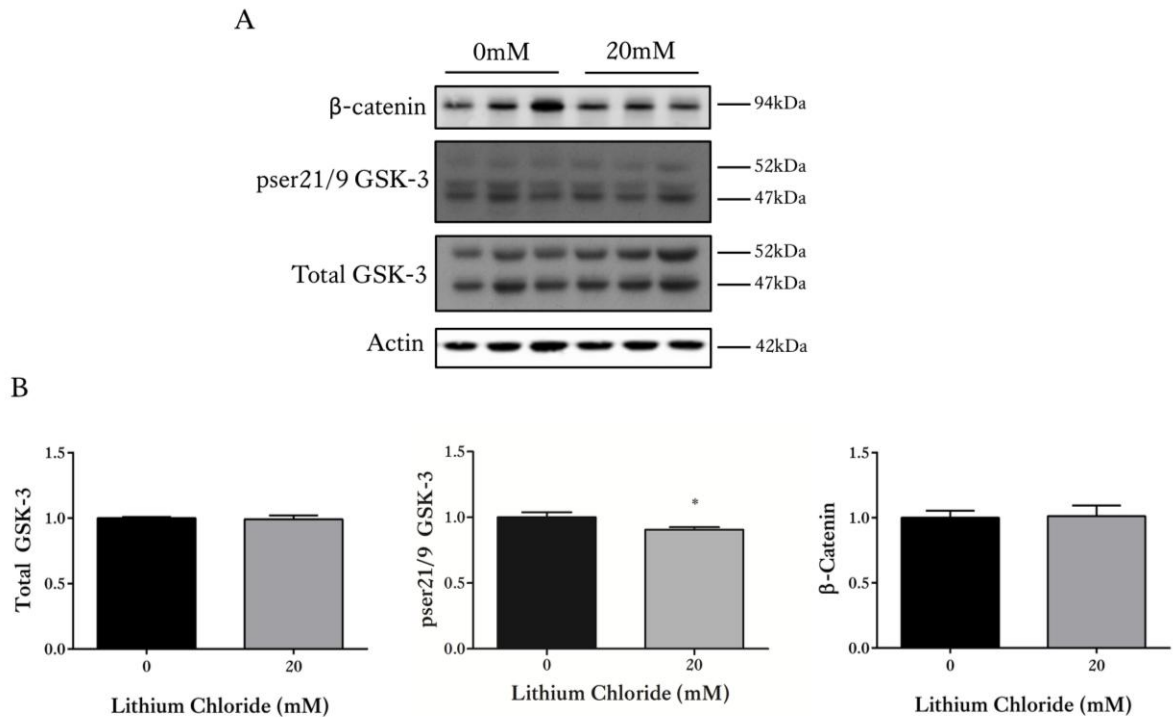 A
0mM 20mM
β-catenin 94kDa
pser21/9 GSK-3 52kDa
47kDa
Total GSK-3 52kDa
47kDa
Actin 42kDa
B
Total GSK-3
1.5
1.0
0.5
0.0
0 20
Lithium Chloride (mM)
pser21/9 GSK-3
1.5
1.0
0.5
0.0
*
0 20
Lithium Chloride (mM)
β-Catenin
1.5
1.0
0.5
0.0
0 20
Lithium Chloride (mM)